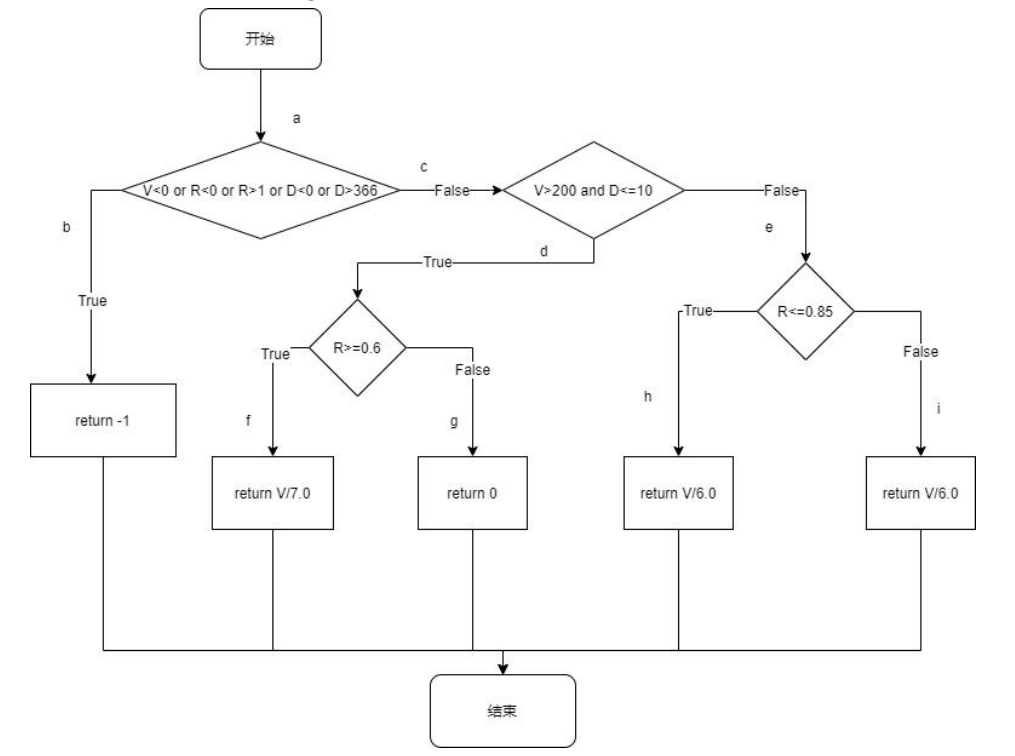 开始
a
V<0 or R<0 or R>1 or D<0 or D>366
c
False
V>200 and D<=10
False
b
e
d
True
True
R>=0.6
True
False
True
R<=0.85
False
h
i
f
g
return -1
return V/7.0
return 0
return V/6.0
return V/6.0
结束